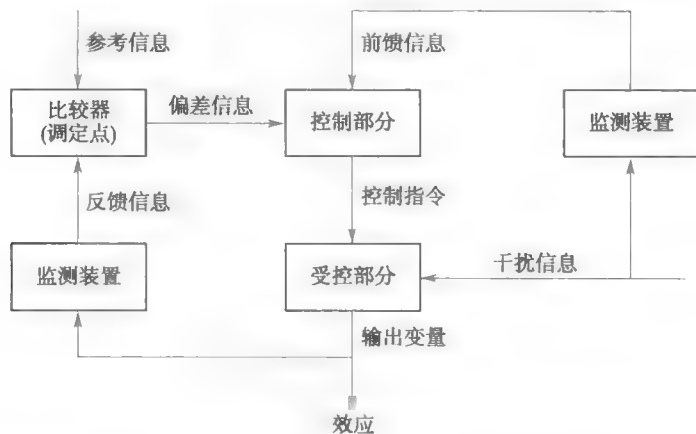 参考信息
前馈信息
比较器
(调定点)
偏差信息
控制部分
监测装置
反馈信息
控制指令
监测装置
受控部分
干扰信息
输出变量
效应